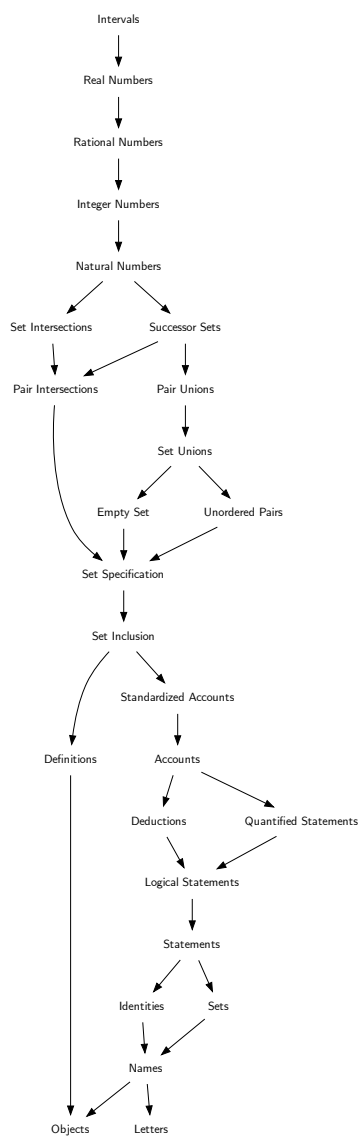 Intervals
Real Numbers
Rational Numbers
Integer Numbers
Natural Numbers
Set Intersections
Successor Sets
Pair Intersections
Pair Unions
Set Unions
Empty Set
Unordered Pairs
Set Specification
Set Inclusion
Standardized Accounts
Definitions
Accounts
Deductions
Quantified Statements
Logical Statements
Statements
Identities
Sets
Names
Objects
Letters